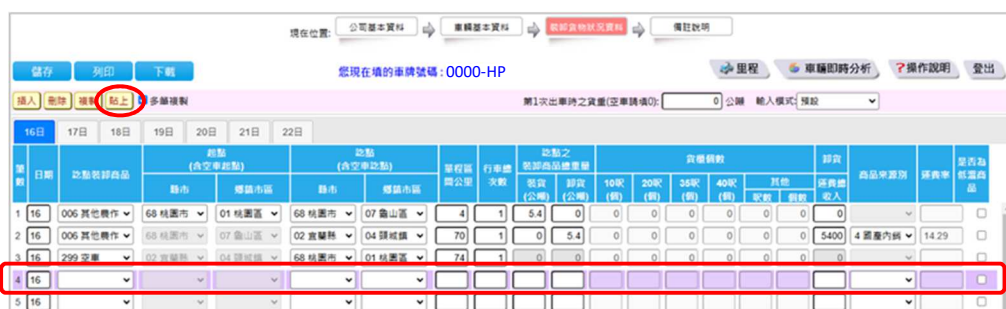 現在位置: 公司基本資料 車輛基本資料 裝卸貨物狀況資料 備註說明
儲存 列印 下載 您現在填的車牌號碼：0000-HP 里程 車輛即時分析 ?操作說明 登出
插入 刪除 複製 貼上 多筆複製 第1次出車時之貨重(空車請填0): 0 公噸 輸入模式: 預設
16日 17日 18日 19日 20日 21日 22日
筆數 日期 訖點裝卸商品 起點(含空車起點) 訖點(含空車訖點) 單程區間公里 行車總次數 訖點之裝卸商品總重量 貨櫃個數 卸貨 商品來源別 運費率 是否為低溫商品
縣市 鄉鎮市區 縣市 鄉鎮市區 裝貨(公噸) 卸貨(公噸) 10呎(個) 20呎(個) 35呎(個) 40呎(個) 其他 運費總收入
呎數 個數
1 16 006 其他農作 68 桃園市 01 桃園區 68 桃園市 07 龜山區 4 1 5.4 0 0 0 0 0 0 0 0
2 16 006 其他農作 68 桃園市 07 龜山區 02 宜蘭縣 04 頭城鎮 70 1 0 5.4 0 0 0 0 0 0 5400 4 國產內銷 14.29
3 16 299 空車 02 宜蘭縣 04 頭城鎮 68 桃園市 01 桃園區 74 1 0 0 0 0 0 0 0 0 0
4 16
5 16